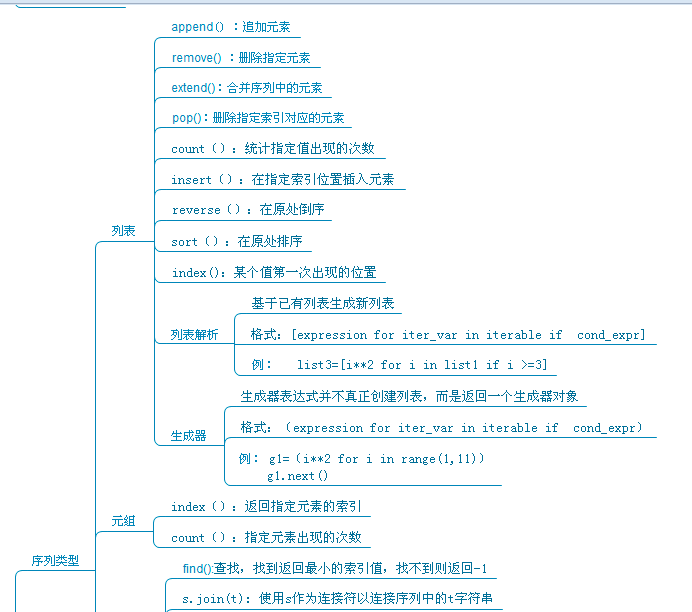 append() ：追加元素
remove() ：删除指定元素
extend()：合并序列中的元素
pop()：删除指定索引对应的元素
count（）：统计指定值出现的次数
insert（）：在指定索引位置插入元素
reverse（）：在原处倒序
sort（）：在原处排序
index()：某个值第一次出现的位置
列表
基于已有列表生成新列表
列表解析
格式：[expression for iter_var in iterable if  cond_expr]
例：  list3=[i**2 for i in list1 if i >=3]
生成器表达式并不真正创建列表，而是返回一个生成器对象
生成器
格式：（expression for iter_var in iterable if  cond_expr）
例： g1=（i**2 for i in range(1,11)）
g1.next()
index（）：返回指定元素的索引
元组
count（）：指定元素出现的次数
序列类型
find():查找，找到返回最小的索引值，找不到则返回-1
s.join(t)：使用s作为连接符以连接序列中的t字符串